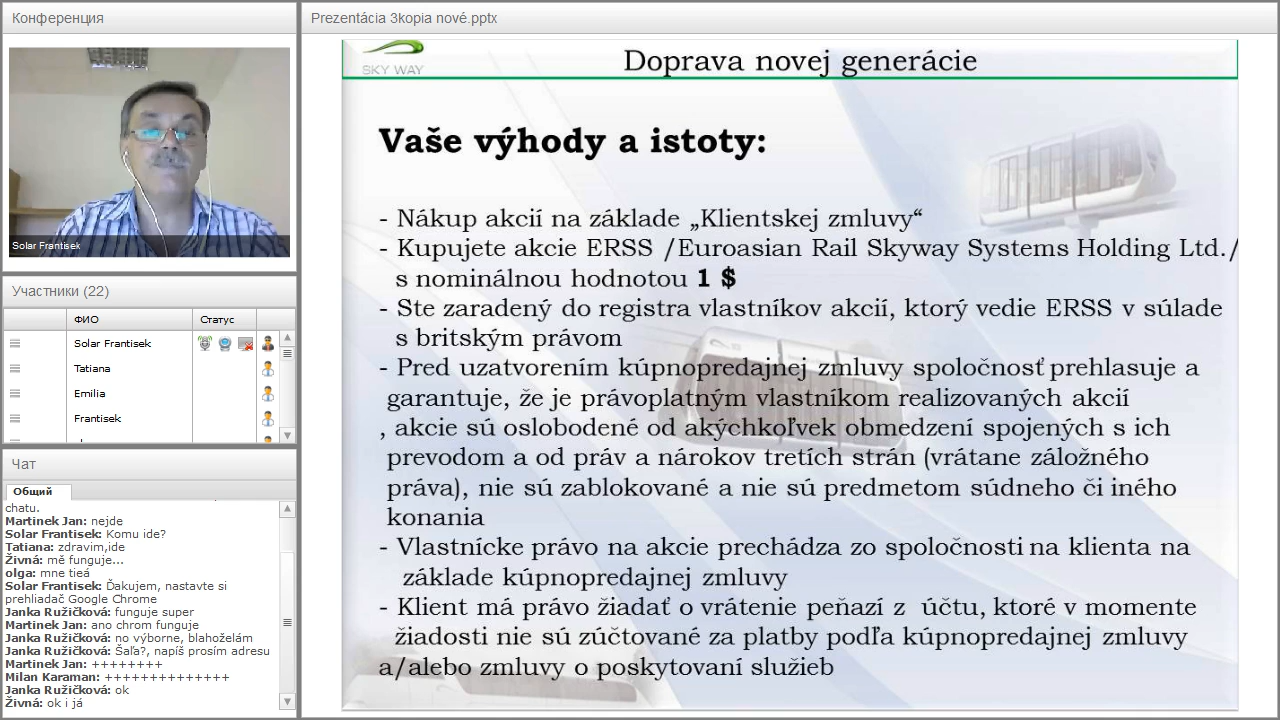 Конференция
Solar Frantisek
Участники (22)
ФИО Статус
Solar Frantisek
Tatiana
Emilia
Frantisek
Чат
Общий
chatu.
Martinek Jan: nejde
Solar Frantisek: Komu ide?
Tatiana: zdravim,ide
Živná: mě funguje...
olga: mne tieá
Solar Frantisek: Ďakujem, nastavte si
prehliadač Google Chrome
Janka Ružičková: funguje super
Martinek Jan: ano chrom funguje
Janka Ružičková: no výborne, blahoželám
Janka Ružičková: Šaľa?, napíš prosím adresu
Martinek Jan: ++++++++
Milan Karaman: ++++++++++++++
Janka Ružičková: ok
Živná: ok i já
Prezentácia 3kopia nové.pptx
SKY WAY
Doprava novej generácie
Vaše výhody a istoty:
- Nákup akcií na základe „Klientskej zmluvy“
- Kupujete akcie ERSS /Euroasian Rail Skyway Systems Holding Ltd./
s nominálnou hodnotou 1 $
- Ste zaradený do registra vlastníkov akcií, ktorý vedie ERSS v súlade
s britským právom
- Pred uzatvorením kúpnopredajnej zmluvy spoločnosť prehlasuje a
garantuje, že je právoplatným vlastníkom realizovaných akcií
, akcie sú oslobodené od akýchkoľvek obmedzení spojených s ich
prevodom a od práv a nárokov tretích strán (vrátane záložného
práva), nie sú zablokované a nie sú predmetom súdneho či iného
konania
- Vlastnícke právo na akcie prechádza zo spoločnosti na klienta na
základe kúpnopredajnej zmluvy
- Klient má právo žiadať o vrátenie peňazí z účtu, ktoré v momente
žiadosti nie sú zúčtované za platby podľa kúpnopredajnej zmluvy
a/alebo zmluvy o poskytovaní služieb